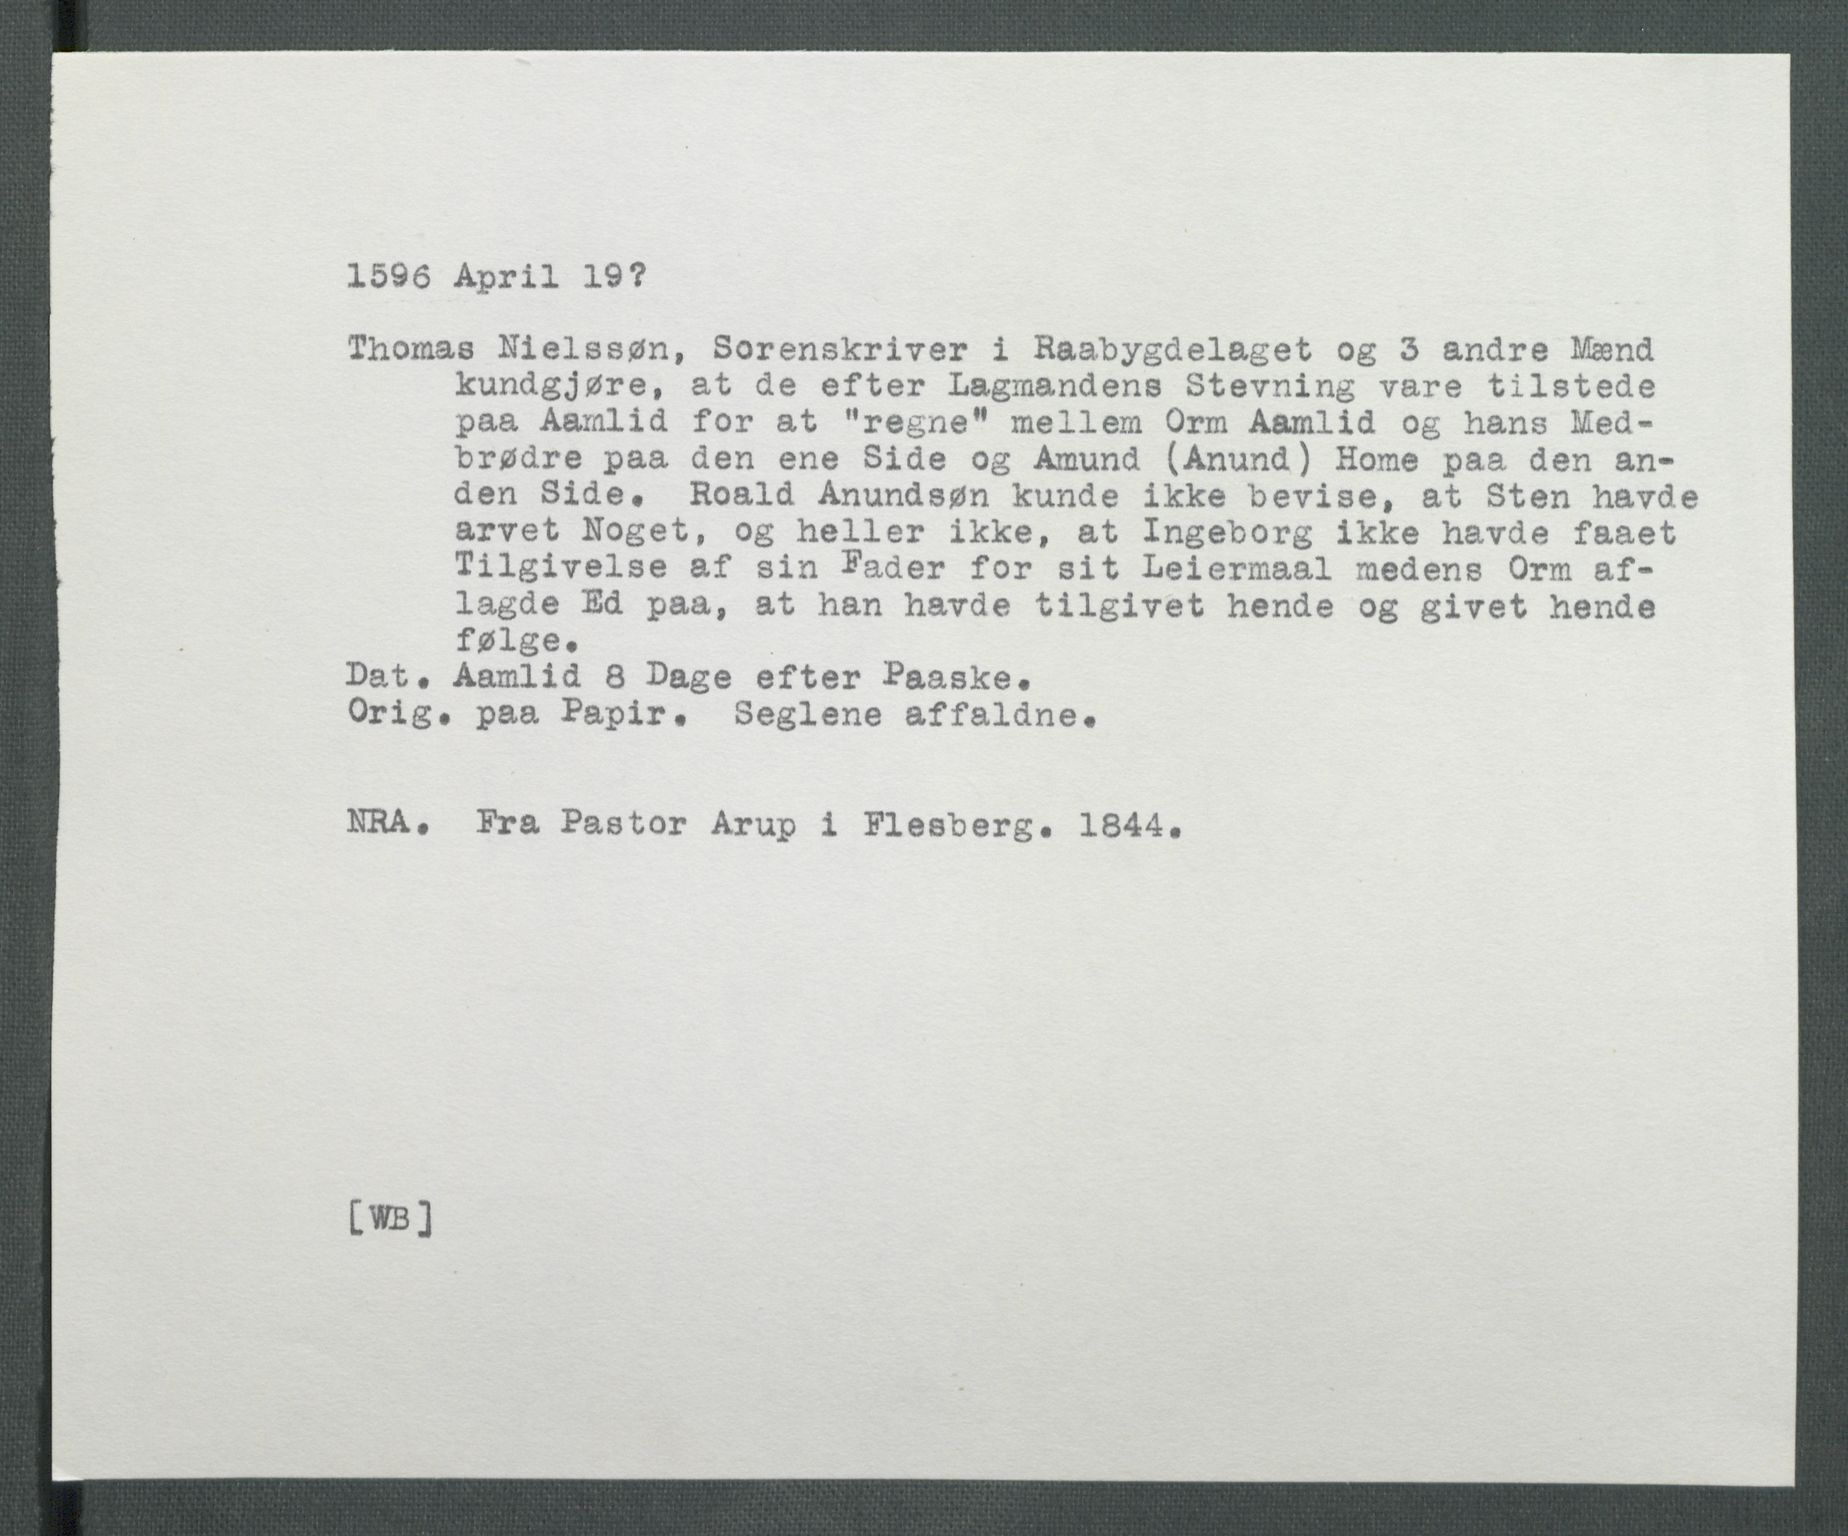 1596 April 19?
Thomas Nielssøn, Sorenskriver i Raabygdelaget og 3 andre Mænd
kundgjøre, at de efter Lagmandens Stevning vare tilstede
paa Aamlid for at "regne" mellem Orm Aamlid og hans Med-
brødre paa den ene Side og Amund (Anund) Home paa den an-
den Side. Roald Anundsøn kunde ikke bevise, at Sten havde
arvet Noget, og heller ikke, at Ingeborg ikke havde faaet
Tilgivelse af sin Fader for sit Leiermaal medens Orm af-
lagde Ed paa, at han havde tilgivet hende og givet hende
følge.
Dat. Aamlid 8 Dage efter Paaske.
Orig. paa Papir. Seglene affaldne.
NRA. Fra Pastor Arup i Flesberg. 1844.
[WB]